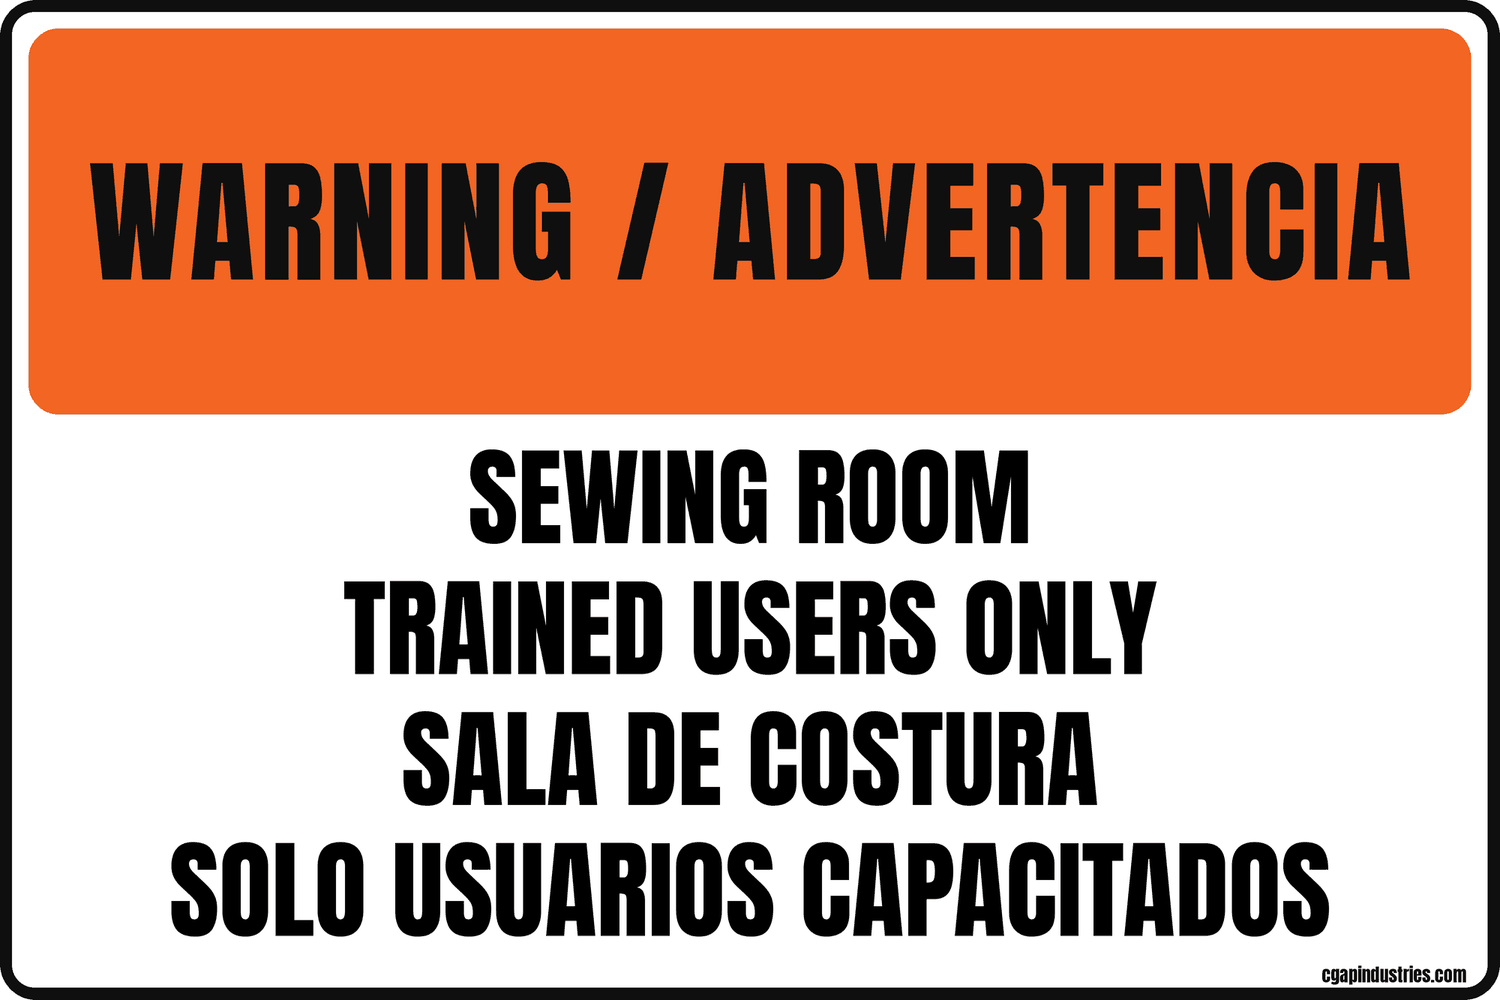 WARNING / ADVERTENCIA
SEWING ROOM
TRAINED USERS ONLY
SALA DE COSTURA
SOLO USUARIOS CAPACITADOS
cgapindustries.com